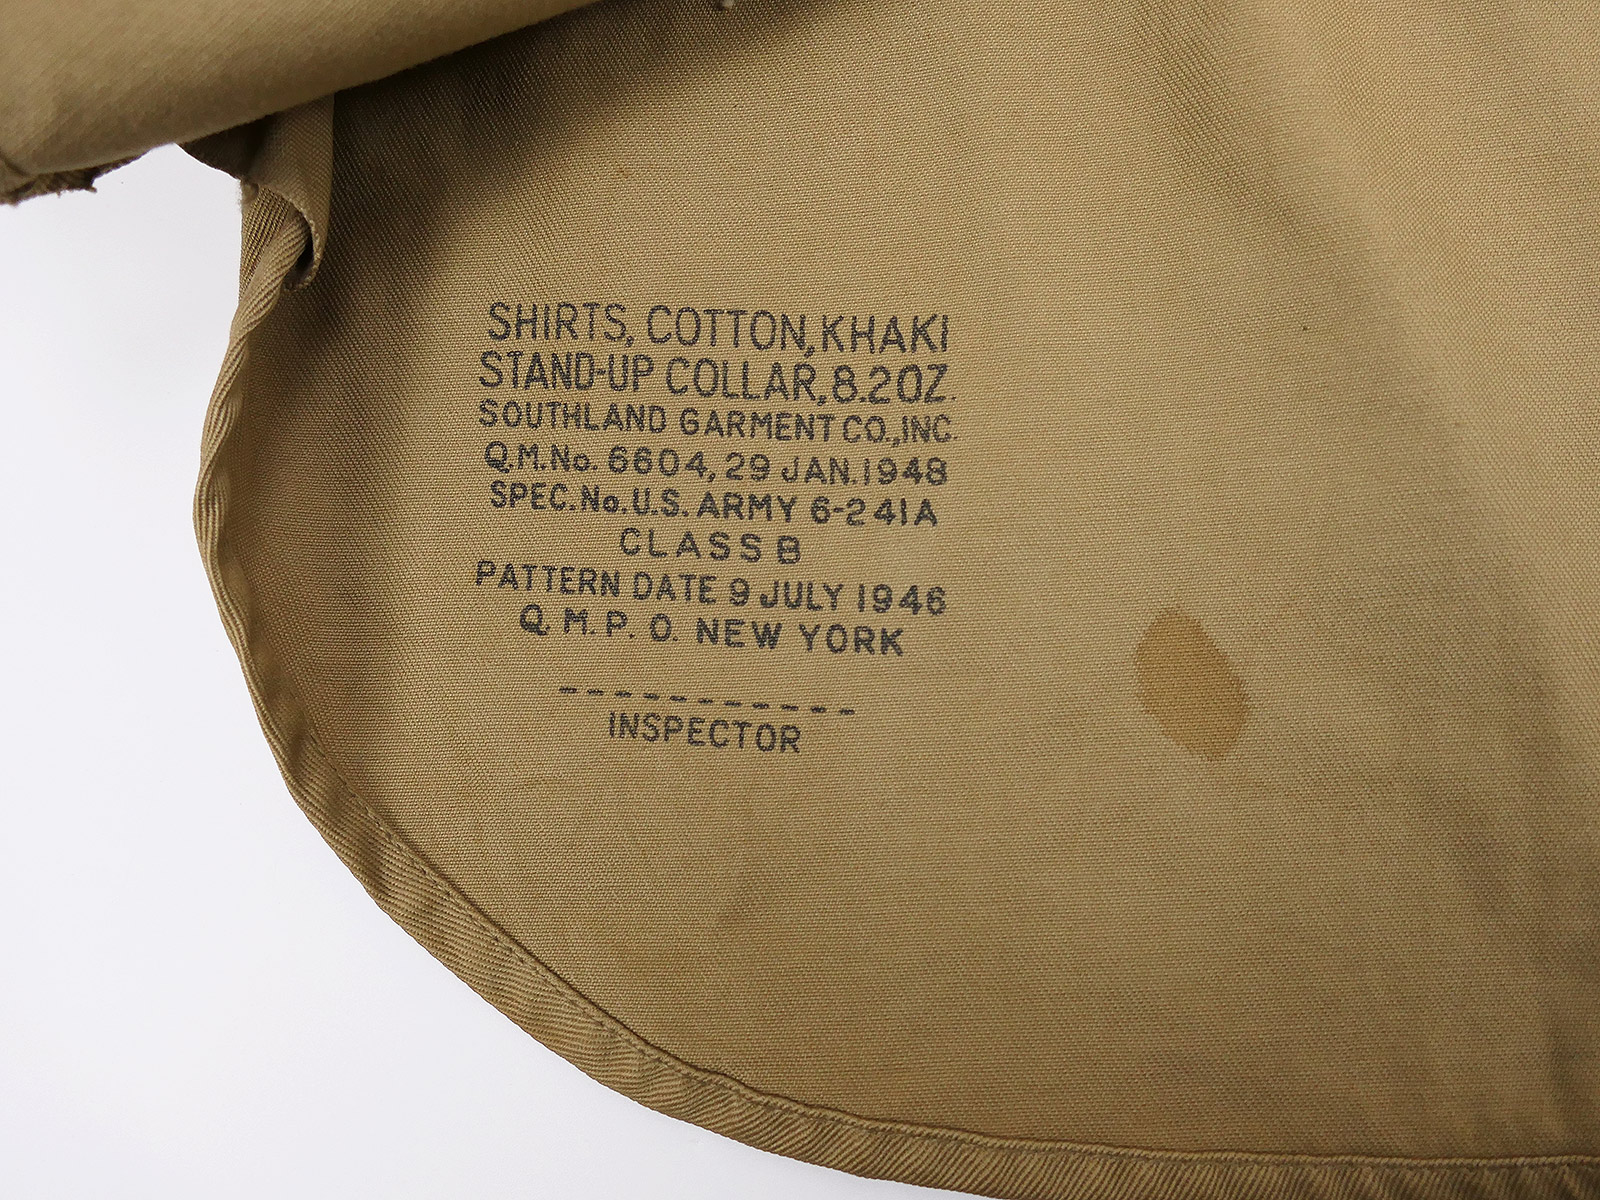 SHIRTS, COTTON, KHAKI
STAND-UP COLLAR, 8.2 OZ.
SOUTHLAND GARMENT CO., INC.
Q.M. No. 6604, 29 JAN. 1948
SPEC. No. U.S. ARMY 6-241A
CLASS B
PATTERN DATE 9 JULY 1946
Q. M. P. O. NEW YORK
-----------
INSPECTOR